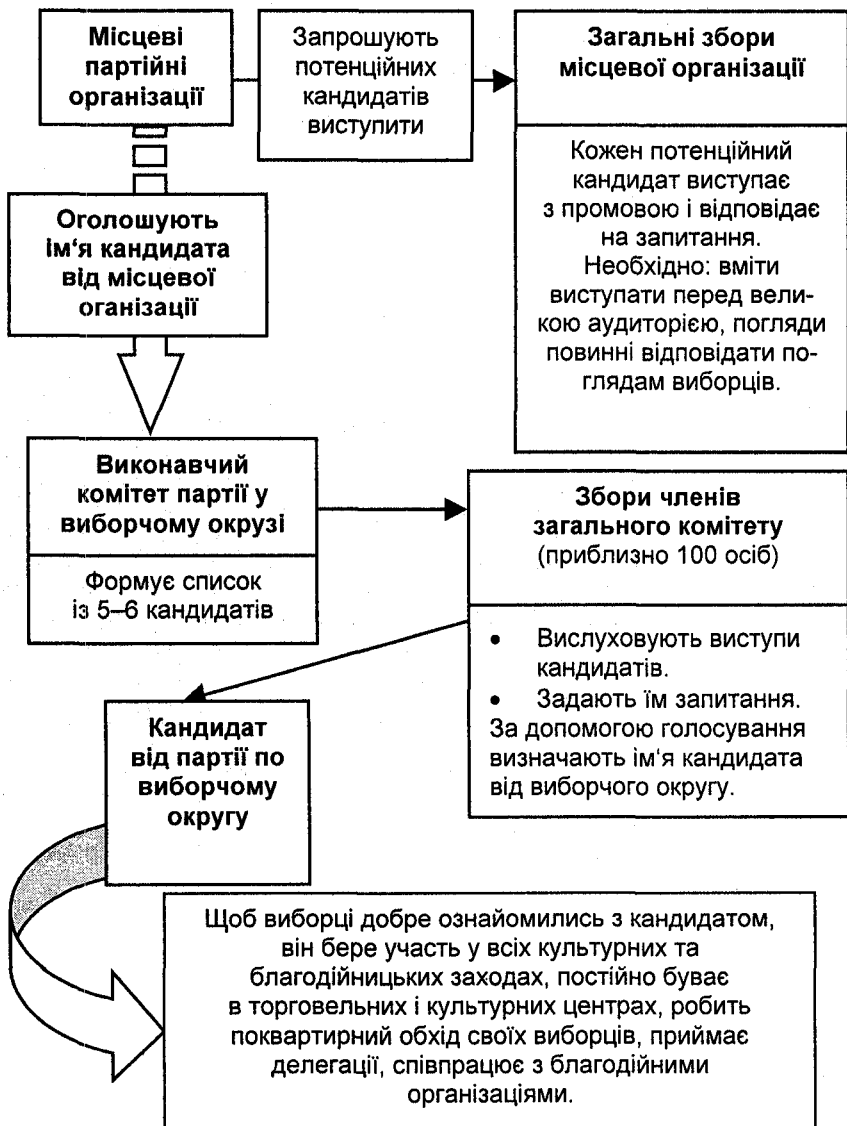 Місцеві
партійні
організації
Запрошують
потенційних
кандидатів
виступити
Загальні збори
місцевої організації
Кожен потенційний
кандидат виступає
з промовою і відповідає
на запитання.
Необхідно: вміти
виступати перед вели-
кою аудиторією, погляди
повинні відповідати по-
глядам виборців.
Оголошують
ім‘я кандидата
від місцевої
оганізації
Виконавчий
комітет партії у
виборчому окрузі
Формує список
із 5–6 кандидатів
Збори членів
загального комітету
(приблизно 100 осіб)
• Вислуховують виступи
кандидатів.
• Задають їм запитання.
За допомогою голосування
визначають ім‘я кандидата
від виборчого округу.
Кандидат
від партії по
виборчому
округу
Щоб виборці добре ознайомились з кандидатом,
він бере участь у всіх культурних та
благодійницьких заходах, постійно буває
в торговельних і культурних центрах, робить
поквартирний обхід своїх виборців, приймає
делегації, співпрацює з благодійними
організаціями.